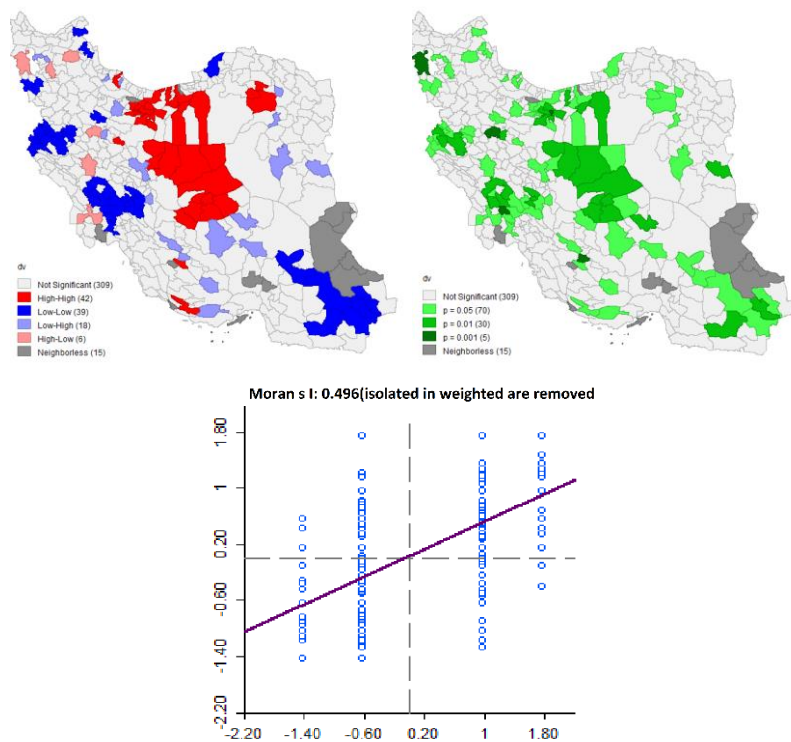 dv
Not Significant (309)
High-High (42)
Low-Low (39)
Low-High (18)
High-Low (6)
Neighborless (15)
dv
Not Significant (309)
p = 0.05 (70)
p = 0.01 (30)
p = 0.001 (5)
Neighborless (15)
Moran s I: 0.496(isolated in weighted are removed
1.80
1
0.20
-0.60
-1.40
-2.20
-2.20 -1.40 -0.60 0.20 1 1.80